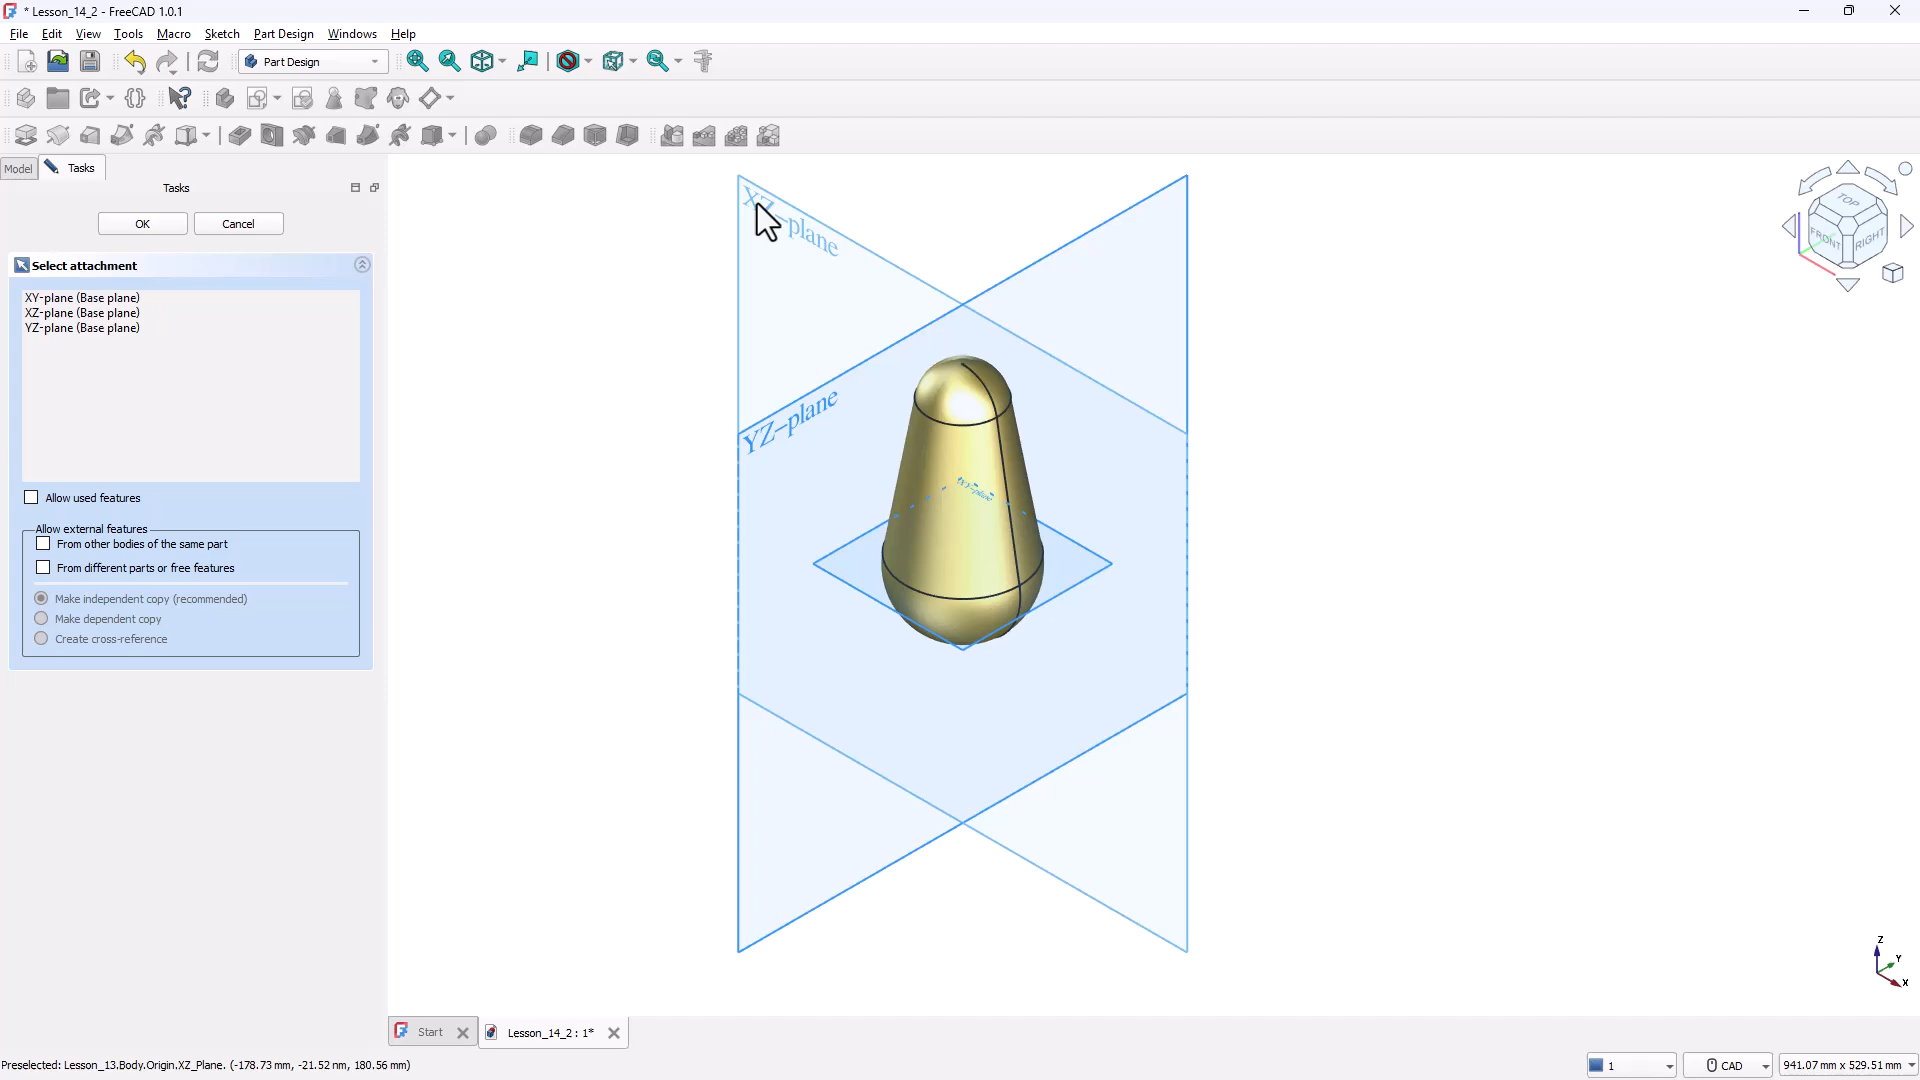 * Lesson_14_2 - FreeCAD 1.0.1
File Edit View Tools Macro Sketch Part Design Windows Help
Part Design
Model
Tasks
Tasks
OK
Cancel
Select attachment
XY-plane (Base plane)
XZ-plane (Base plane)
YZ-plane (Base plane)
Allow used features
Allow external features
From other bodies of the same part
From different parts or free features
Make independent copy (recommended)
Make dependent copy
Create cross-reference
XZ-plane
YZ-plane
XY-plane
TOP
FRONT
RIGHT
Z
Y
X
Start
Lesson_14_2 : 1*
Preselected: Lesson_13.Body.Origin.XZ_Plane. (-178.73 mm, -21.52 nm, 180.56 mm)
1
CAD
941.07 mm x 529.51 mm